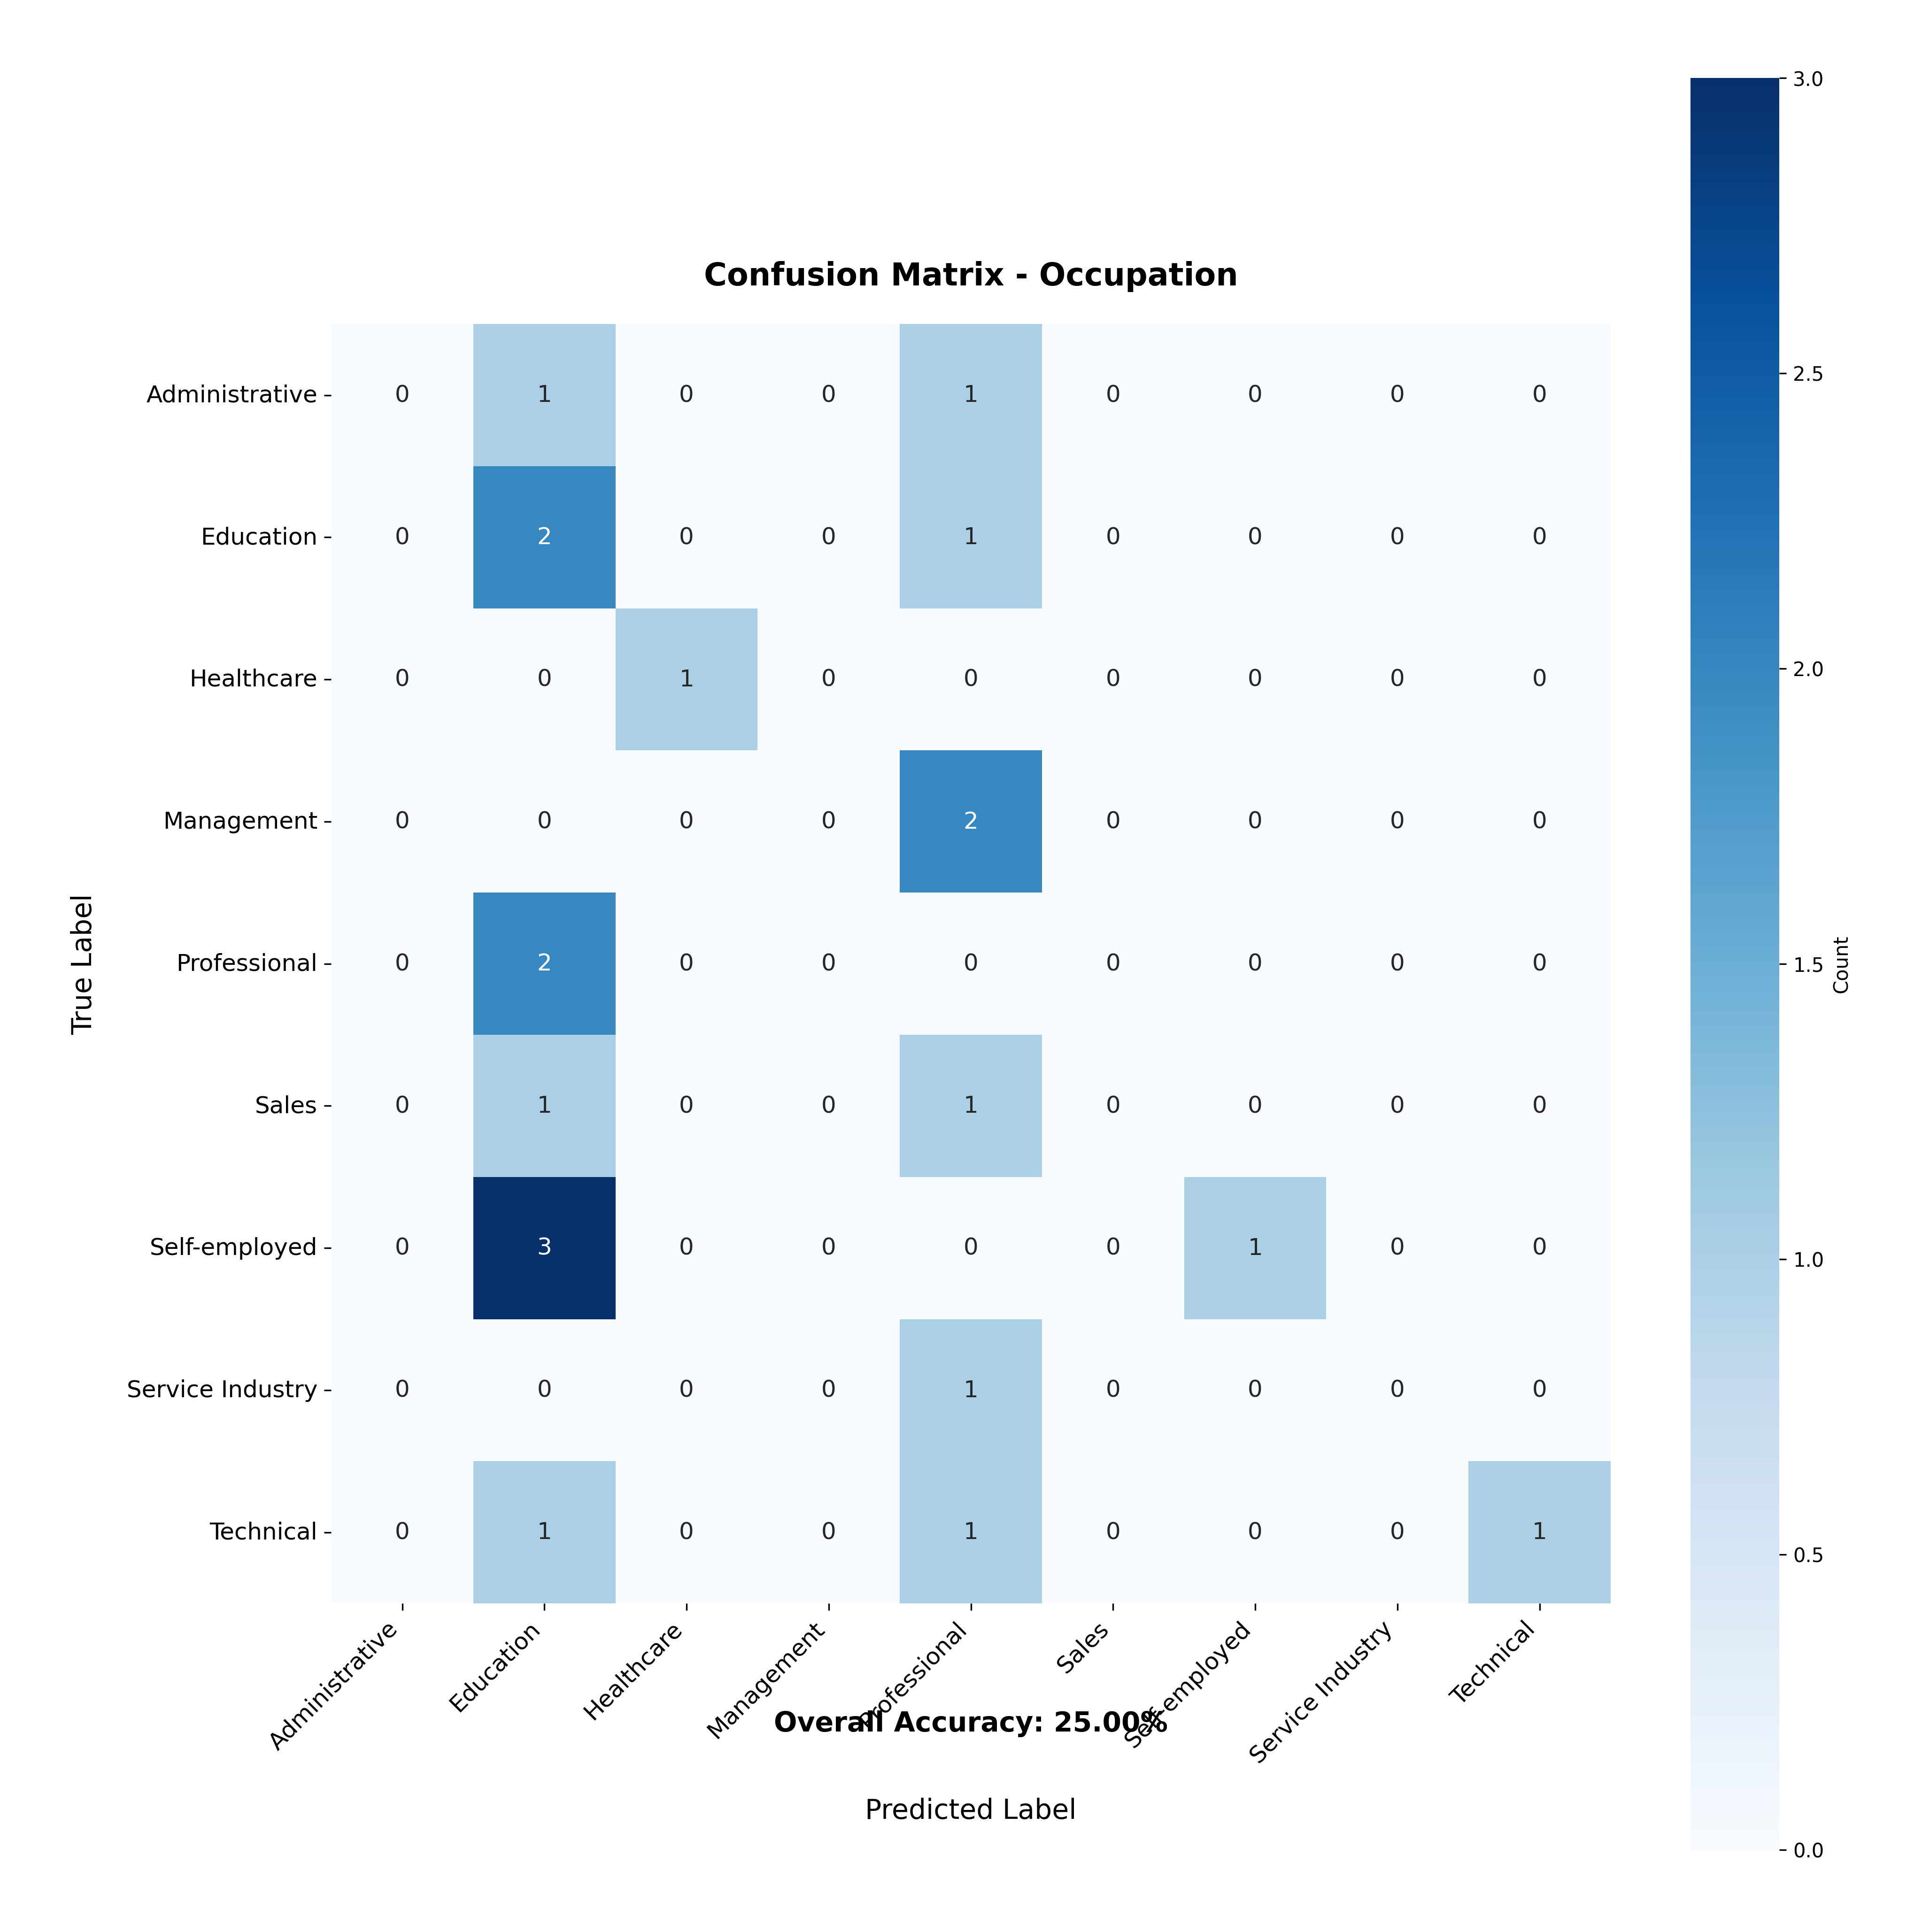 Confusion Matrix - Occupation
Administrative 0 1 0 0 1 0 0 0 0
Education 0 2 0 0 1 0 0 0 0
Healthcare 0 0 1 0 0 0 0 0 0
Management 0 0 0 0 2 0 0 0 0
Professional 0 2 0 0 0 0 0 0 0
Sales 0 1 0 0 1 0 0 0 0
Self-employed 0 3 0 0 0 0 1 0 0
Service Industry 0 0 0 0 1 0 0 0 0
Technical 0 1 0 0 1 0 0 0 1
True Label
Administrative Education Healthcare Management Professional Sales Self-employed Service Industry Technical
Overall Accuracy: 25.00%
Predicted Label
3.0
2.5
2.0
1.5
1.0
0.5
0.0
Count